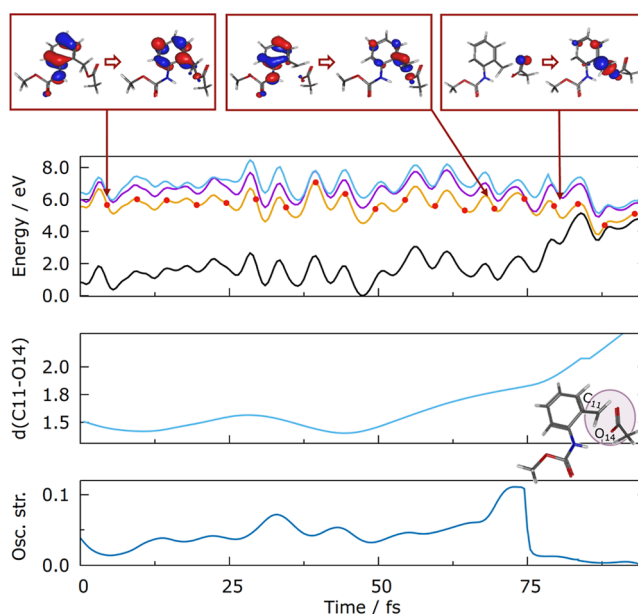 Energy / eV
8.0
6.0
4.0
2.0
0.0
d(C11-O14)
2.0
1.8
1.5
C11
O14
Osc. str.
0.1
0.0
0
25
50
75
Time / fs